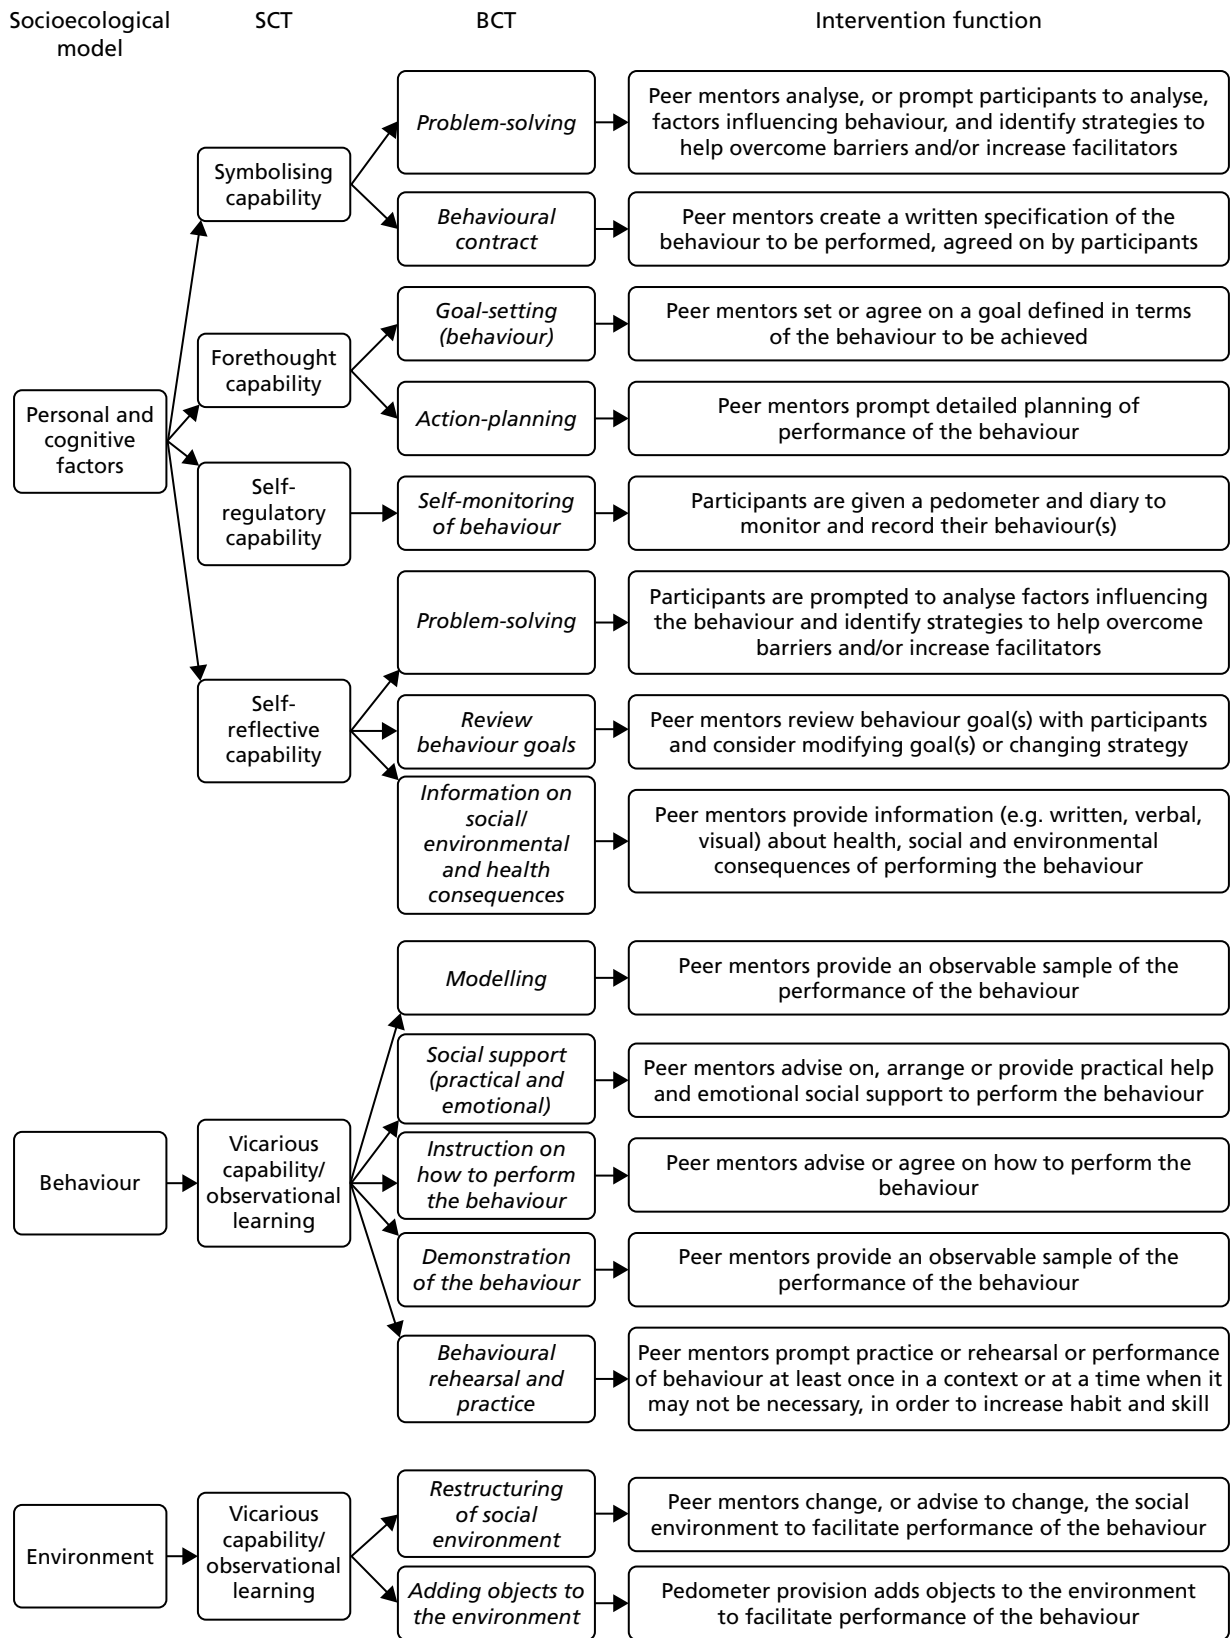 Socioecological
model
SCT
BCT
Intervention function
Personal and
cognitive
factors
Symbolising
capability
Problem-solving
Peer mentors analyse, or prompt participants to analyse,
factors influencing behaviour, and identify strategies to
help overcome barriers and/or increase facilitators
Behavioural
contract
Peer mentors create a written specification of the
behaviour to be performed, agreed on by participants
Forethought
capability
Goal-setting
(behaviour)
Peer mentors set or agree on a goal defined in terms
of the behaviour to be achieved
Action-planning
Peer mentors prompt detailed planning of
performance of the behaviour
Self-
regulatory
capability
Self-monitoring
of behaviour
Participants are given a pedometer and diary to
monitor and record their behaviour(s)
Self-
reflective
capability
Problem-solving
Participants are prompted to analyse factors influencing
the behaviour and identify strategies to help overcome
barriers and/or increase facilitators
Review
behaviour goals
Peer mentors review behaviour goal(s) with participants
and consider modifying goal(s) or changing strategy
Information on
social/
environmental
and health
consequences
Peer mentors provide information (e.g. written, verbal,
visual) about health, social and environmental
consequences of performing the behaviour
Behaviour
Vicarious
capability/
observational
learning
Modelling
Peer mentors provide an observable sample of the
performance of the behaviour
Social support
(practical and
emotional)
Peer mentors advise on, arrange or provide practical help
and emotional social support to perform the behaviour
Instruction on
how to perform
the behaviour
Peer mentors advise or agree on how to perform the
behaviour
Demonstration
of the behaviour
Peer mentors provide an observable sample of the
performance of the behaviour
Behavioural
rehearsal and
practice
Peer mentors prompt practice or rehearsal or performance
of behaviour at least once in a context or at a time when it
may not be necessary, in order to increase habit and skill
Environment
Vicarious
capability/
observational
learning
Restructuring
of social
environment
Peer mentors change, or advise to change, the social
environment to facilitate performance of the behaviour
Adding objects to
the environment
Pedometer provision adds objects to the environment
to facilitate performance of the behaviour